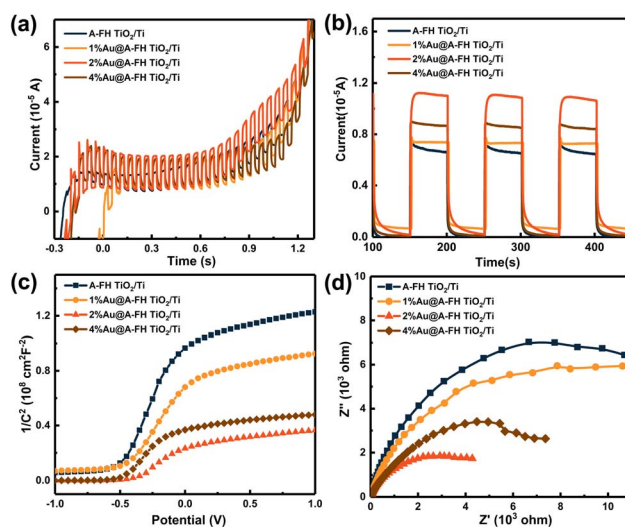 (a)
A-FH TiO2/Ti
1%Au@A-FH TiO2/Ti
2%Au@A-FH TiO2/Ti
4%Au@A-FH TiO2/Ti
Current (10-5 A)
6
4
2
0
-0.3 0.0 0.3 0.6 0.9 1.2
Time (s)
(b)
A-FH TiO2/Ti
1%Au@A-FH TiO2/Ti
2%Au@A-FH TiO2/Ti
4%Au@A-FH TiO2/Ti
Current(10-5A)
1.6
1.2
0.8
0.4
0.0
100 200 300 400
Time(s)
(c)
A-FH TiO2/Ti
1%Au@A-FH TiO2/Ti
2%Au@A-FH TiO2/Ti
4%Au@A-FH TiO2/Ti
1/C2 (108 cm2F-2)
1.2
0.8
0.4
0.0
-1.0 -0.5 0.0 0.5 1.0
Potential (V)
(d)
A-FH TiO2/Ti
1%Au@A-FH TiO2/Ti
2%Au@A-FH TiO2/Ti
4%Au@A-FH TiO2/Ti
Z'' (103 ohm)
8
6
4
2
0
0 2 4 6 8 10
Z' (103 ohm)